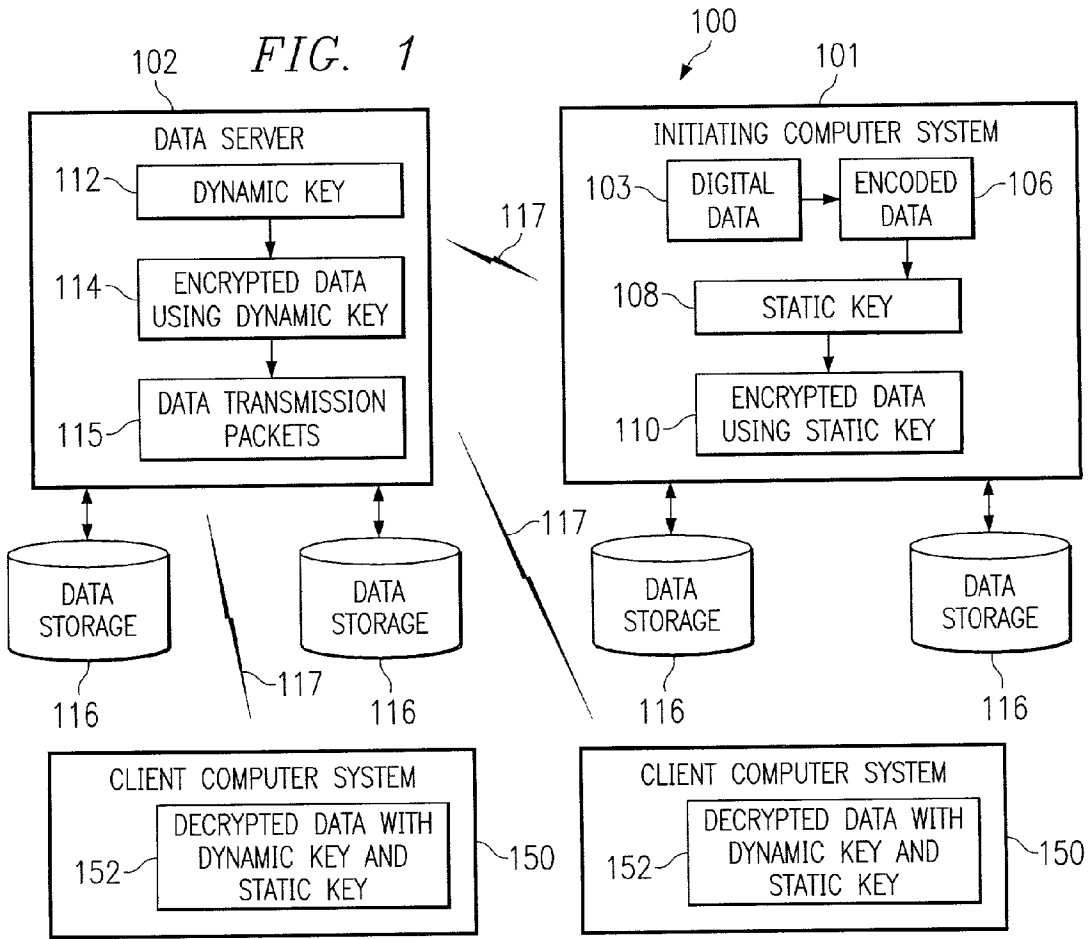 FIG. 1
100
102
101
DATA SERVER
112
DYNAMIC KEY
114
ENCRYPTED DATA
USING DYNAMIC KEY
115
DATA TRANSMISSION
PACKETS
117
INITIATING COMPUTER SYSTEM
103
DIGITAL
DATA
ENCODED
DATA
106
108
STATIC KEY
110
ENCRYPTED DATA
USING STATIC KEY
117
DATA
STORAGE
116
DATA
STORAGE
116
DATA
STORAGE
116
DATA
STORAGE
116
117
CLIENT COMPUTER SYSTEM
152
DECRYPTED DATA WITH
DYNAMIC KEY AND
STATIC KEY
150
CLIENT COMPUTER SYSTEM
152
DECRYPTED DATA WITH
DYNAMIC KEY AND
STATIC KEY
150